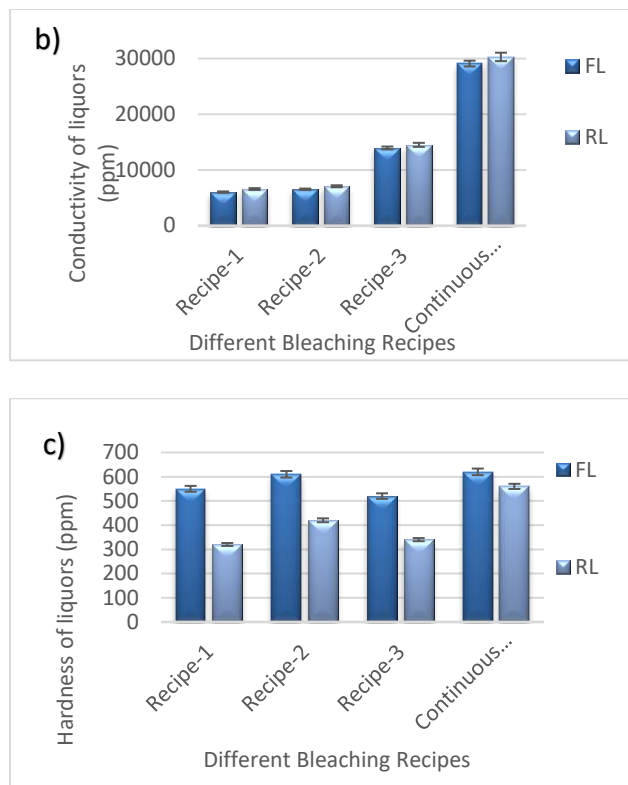 b)
Conductivity of liquors
(ppm)
30000
20000
10000
0
FL
RL
Recipe-1
Recipe-2
Recipe-3
Continuous...
Different Bleaching Recipes
c)
Hardness of liquors (ppm)
700
600
500
400
300
200
100
0
FL
RL
Recipe-1
Recipe-2
Recipe-3
Continuous...
Different Bleaching Recipes